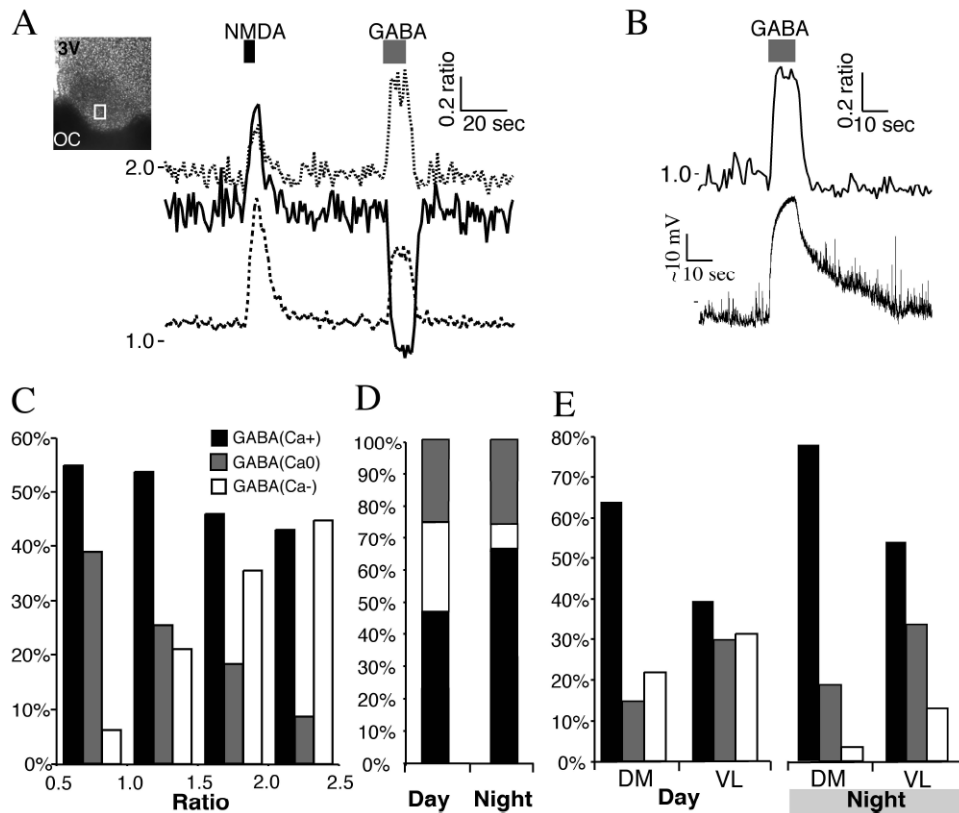 A
3V
OC
NMDA
GABA
0.2 ratio
20 sec
2.0
1.0
B
GABA
0.2 ratio
10 sec
1.0
-10 mV
~10 sec
C
60%
50%
40%
30%
20%
10%
0%
GABA(Ca+)
GABA(Ca0)
GABA(Ca-)
0.5 1.0 1.5 2.0 2.5
Ratio
D
100%
90%
80%
70%
60%
50%
40%
30%
20%
10%
0%
Day Night
E
80%
70%
60%
50%
40%
30%
20%
10%
0%
DM VL DM VL
Day Night